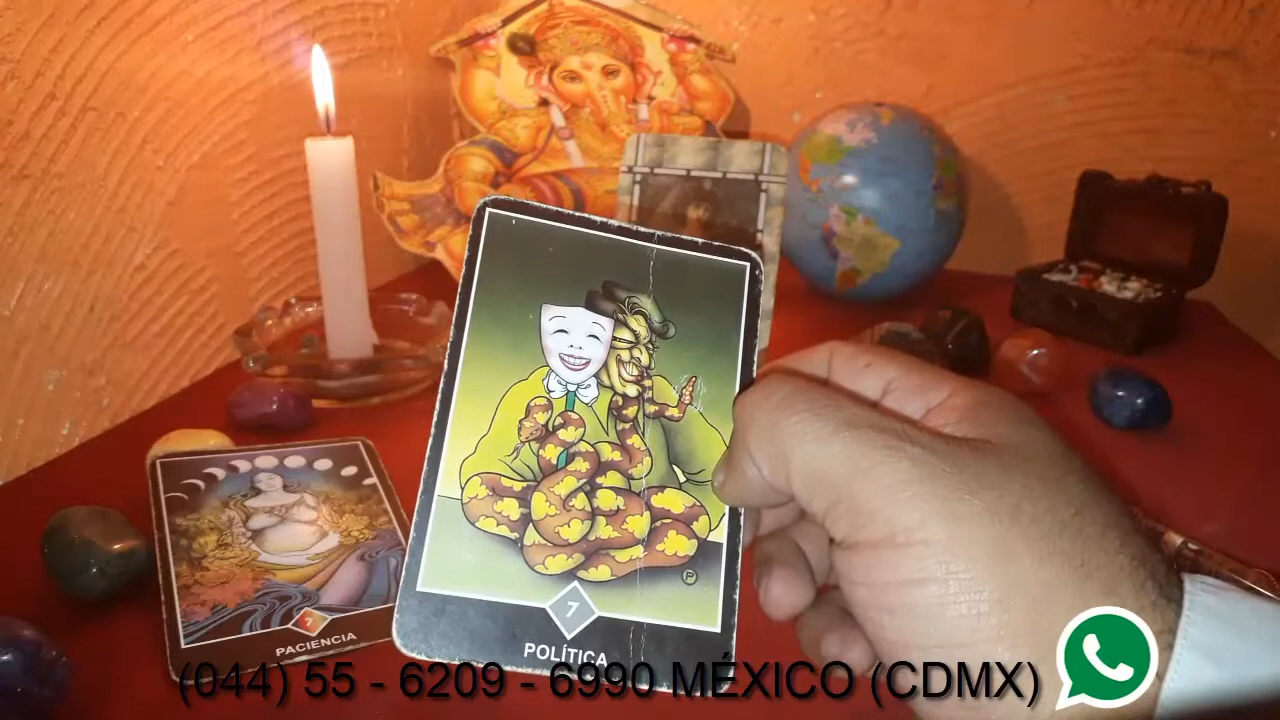 7
POLÍTICA
7
PACIENCIA
(044) 55 - 6209 - 6990 MÉXICO (CDMX)